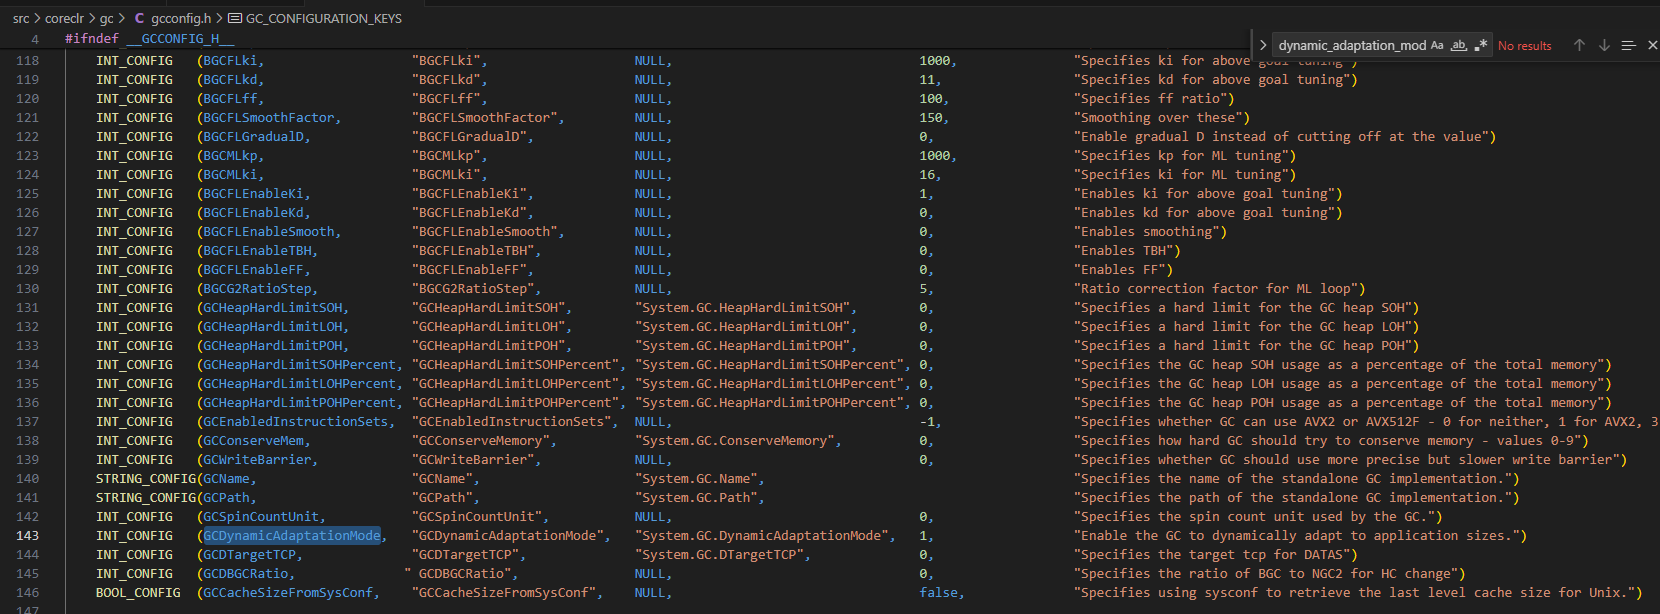 src > coreclr > gc > C gcconfig.h > GC_CONFIGURATION_KEYS
4 #ifndef __GCCONFIG_H__
dynamic_adaptation_mod Aa ab .* No results
118 INT_CONFIG (BGCFLki, "BGCFLki", NULL, 1000, "Specifies ki for above goal tuning")
119 INT_CONFIG (BGCFLkd, "BGCFLkd", NULL, 11, "Specifies kd for above goal tuning")
120 INT_CONFIG (BGCFLff, "BGCFLff", NULL, 100, "Specifies ff ratio")
121 INT_CONFIG (BGCFLSmoothFactor, "BGCFLSmoothFactor", NULL, 150, "Smoothing over these")
122 INT_CONFIG (BGCFLGradualD, "BGCFLGradualD", NULL, 0, "Enable gradual D instead of cutting off at the value")
123 INT_CONFIG (BGCMLkp, "BGCMLkp", NULL, 1000, "Specifies kp for ML tuning")
124 INT_CONFIG (BGCMLki, "BGCMLki", NULL, 16, "Specifies ki for ML tuning")
125 INT_CONFIG (BGCFLEnableKi, "BGCFLEnableKi", NULL, 1, "Enables ki for above goal tuning")
126 INT_CONFIG (BGCFLEnableKd, "BGCFLEnableKd", NULL, 0, "Enables kd for above goal tuning")
127 INT_CONFIG (BGCFLEnableSmooth, "BGCFLEnableSmooth", NULL, 0, "Enables smoothing")
128 INT_CONFIG (BGCFLEnableTBH, "BGCFLEnableTBH", NULL, 0, "Enables TBH")
129 INT_CONFIG (BGCFLEnableFF, "BGCFLEnableFF", NULL, 0, "Enables FF")
130 INT_CONFIG (BGCG2RatioStep, "BGCG2RatioStep", NULL, 5, "Ratio correction factor for ML loop")
131 INT_CONFIG (GCHeapHardLimitSOH, "GCHeapHardLimitSOH", "System.GC.HeapHardLimitSOH", 0, "Specifies a hard limit for the GC heap SOH")
132 INT_CONFIG (GCHeapHardLimitLOH, "GCHeapHardLimitLOH", "System.GC.HeapHardLimitLOH", 0, "Specifies a hard limit for the GC heap LOH")
133 INT_CONFIG (GCHeapHardLimitPOH, "GCHeapHardLimitPOH", "System.GC.HeapHardLimitPOH", 0, "Specifies a hard limit for the GC heap POH")
134 INT_CONFIG (GCHeapHardLimitSOHPercent, "GCHeapHardLimitSOHPercent", "System.GC.HeapHardLimitSOHPercent", 0, "Specifies the GC heap SOH usage as a percentage of the total memory")
135 INT_CONFIG (GCHeapHardLimitLOHPercent, "GCHeapHardLimitLOHPercent", "System.GC.HeapHardLimitLOHPercent", 0, "Specifies the GC heap LOH usage as a percentage of the total memory")
136 INT_CONFIG (GCHeapHardLimitPOHPercent, "GCHeapHardLimitPOHPercent", "System.GC.HeapHardLimitPOHPercent", 0, "Specifies the GC heap POH usage as a percentage of the total memory")
137 INT_CONFIG (GCEnabledInstructionSets, "GCEnabledInstructionSets", NULL, -1, "Specifies whether GC can use AVX2 or AVX512F - 0 for neither, 1 for AVX2, 3
138 INT_CONFIG (GCConserveMem, "GCConserveMemory", "System.GC.ConserveMemory", 0, "Specifies how hard GC should try to conserve memory - values 0-9")
139 INT_CONFIG (GCWriteBarrier, "GCWriteBarrier", NULL, 0, "Specifies whether GC should use more precise but slower write barrier")
140 STRING_CONFIG(GCName, "GCName", "System.GC.Name", "Specifies the name of the standalone GC implementation.")
141 STRING_CONFIG(GCPath, "GCPath", "System.GC.Path", "Specifies the path of the standalone GC implementation.")
142 INT_CONFIG (GCSpinCountUnit, "GCSpinCountUnit", NULL, 0, "Specifies the spin count unit used by the GC.")
143 INT_CONFIG (GCDynamicAdaptationMode, "GCDynamicAdaptationMode", "System.GC.DynamicAdaptationMode", 1, "Enable the GC to dynamically adapt to application sizes.")
144 INT_CONFIG (GCDTargetTCP, "GCDTargetTCP", "System.GC.DTargetTCP", 0, "Specifies the target tcp for DATAS")
145 INT_CONFIG (GCDBGCRatio, " GCDBGCRatio", NULL, 0, "Specifies the ratio of BGC to NGC2 for HC change")
146 BOOL_CONFIG (GCCacheSizeFromSysConf, "GCCacheSizeFromSysConf", NULL, false, "Specifies using sysconf to retrieve the last level cache size for Unix.")
147